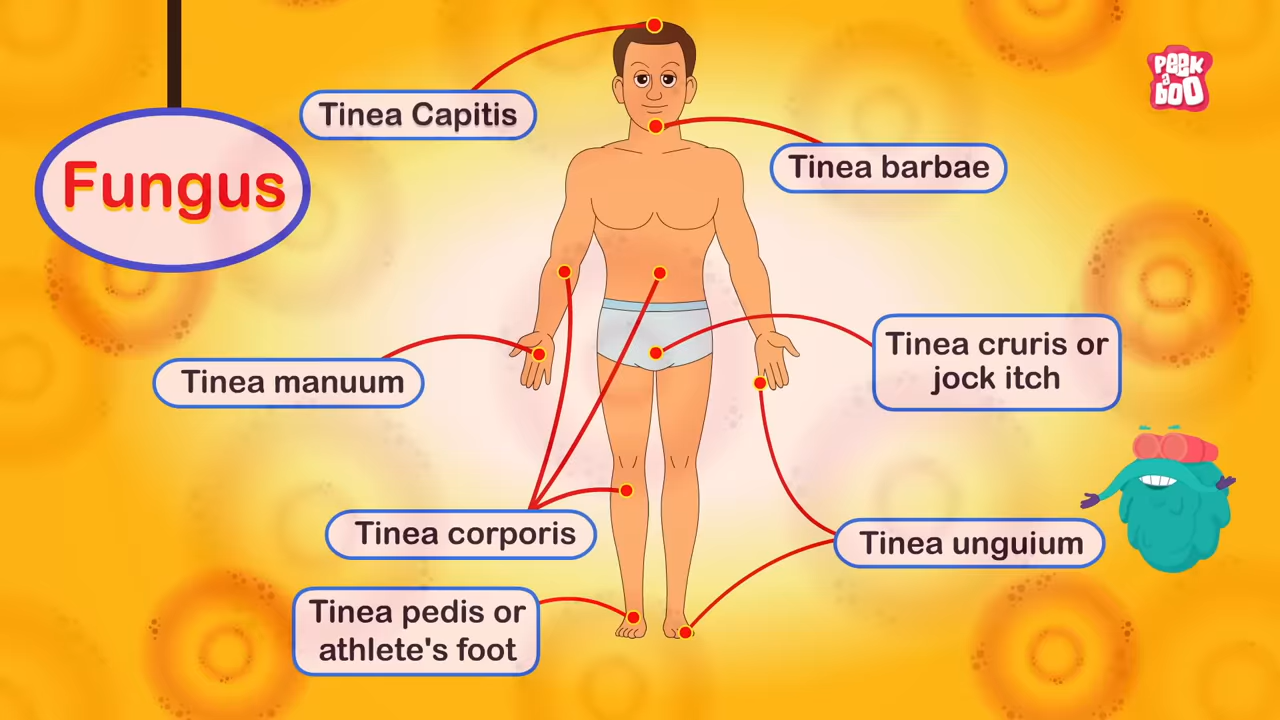 Fungus
Tinea Capitis
PEEK
a
BOO
Tinea barbae
Tinea manuum
Tinea cruris or
jock itch
Tinea corporis
Tinea unguium
Tinea pedis or
athlete's foot